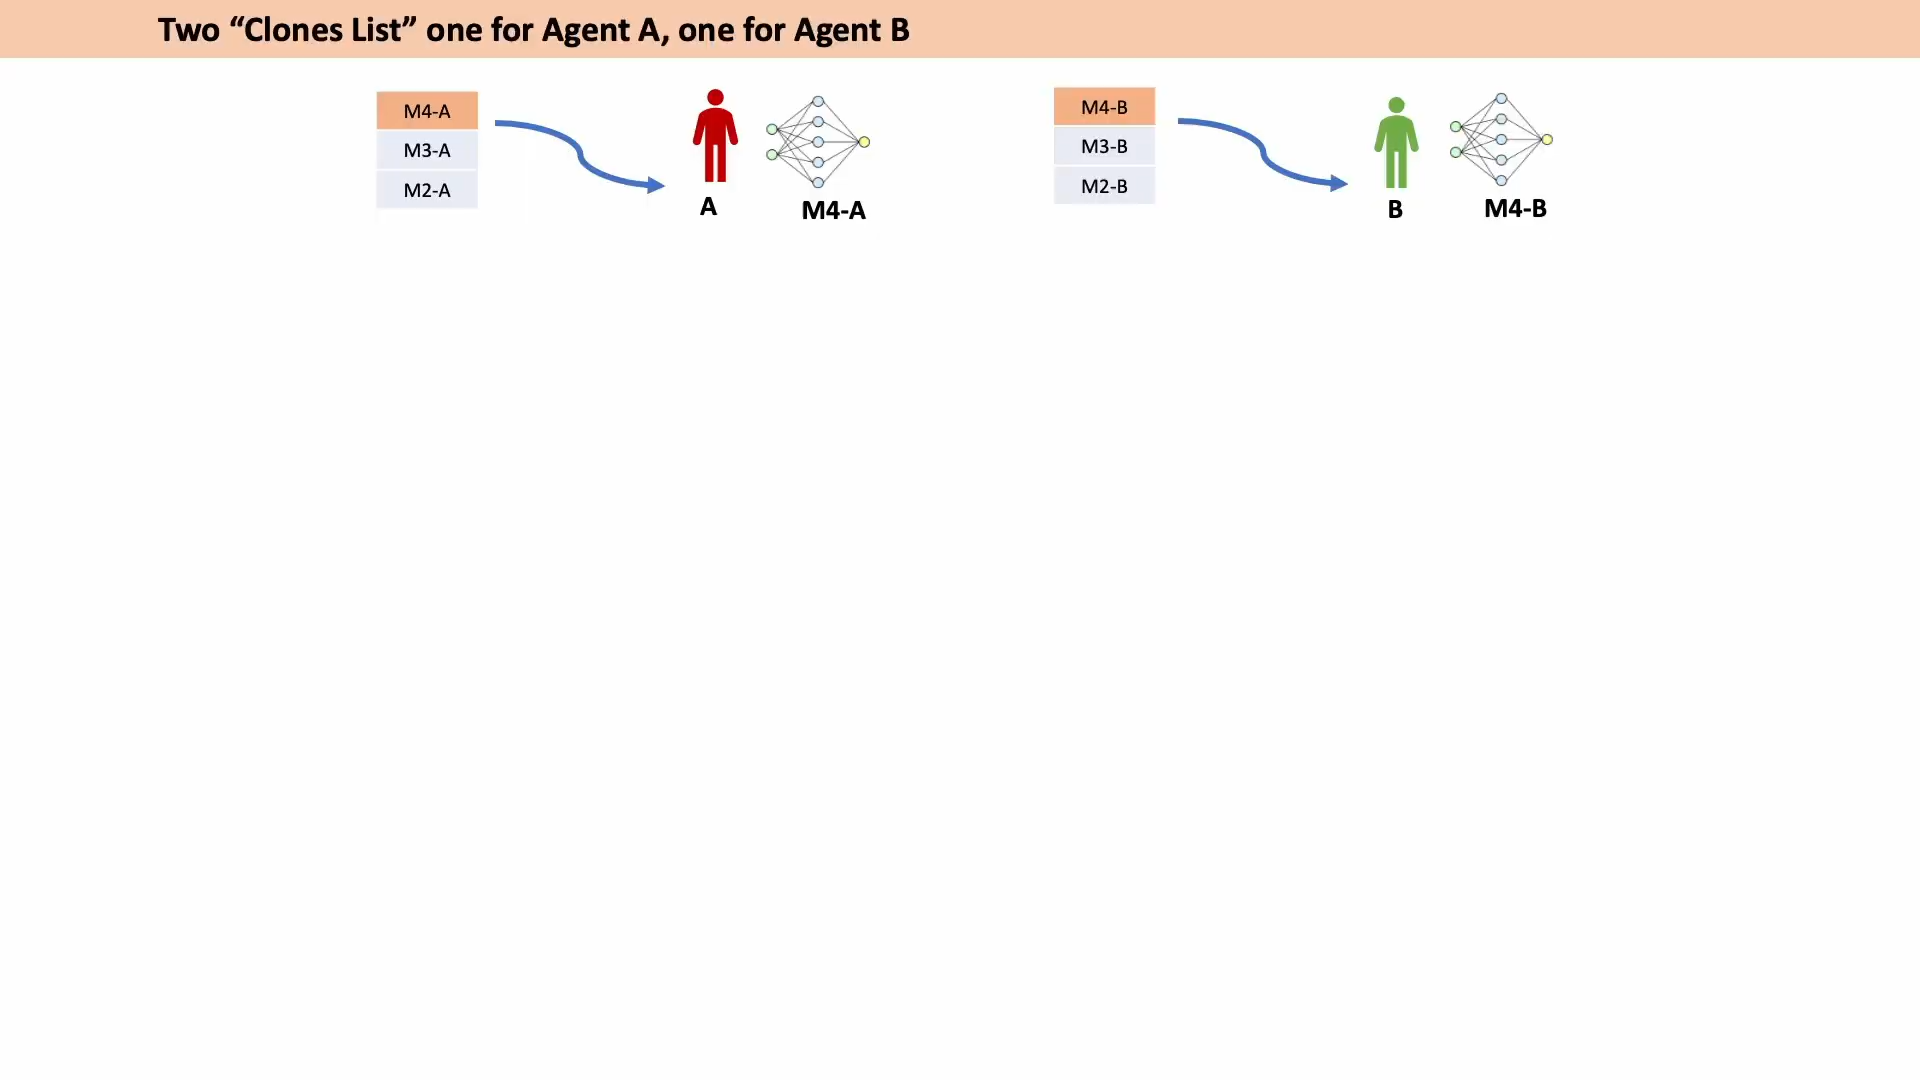 Two “Clones List” one for Agent A, one for Agent B
M4-A
M3-A
M2-A
A
M4-A
M4-B
M3-B
M2-B
B
M4-B